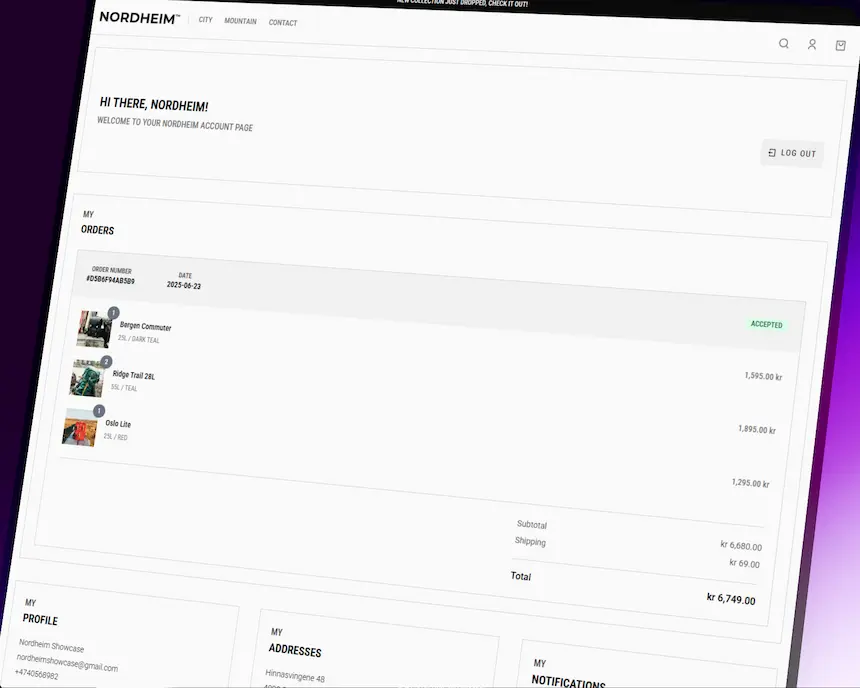 NEW COLLECTION JUST DROPPED, CHECK IT OUT!
NORDHEIM™
CITY
MOUNTAIN
CONTACT
HI THERE, NORDHEIM!
WELCOME TO YOUR NORDHEIM ACCOUNT PAGE
LOG OUT
MY
ORDERS
ORDER NUMBER
#D5B6F94AB5B9
DATE
2025-06-23
ACCEPTED
1
Bergen Commuter
25L / DARK TEAL
1,595.00 kr
2
Ridge Trail 28L
55L / TEAL
1,895.00 kr
1
Oslo Lite
25L / RED
1,295.00 kr
Subtotal
kr 6,680.00
Shipping
kr 69.00
Total
kr 6,749.00
MY
PROFILE
Nordheim Showcase
nordheimshowcase@gmail.com
+4740568982
MY
ADDRESSES
Hinnasvingene 48
MY
NOTIFICATIONS